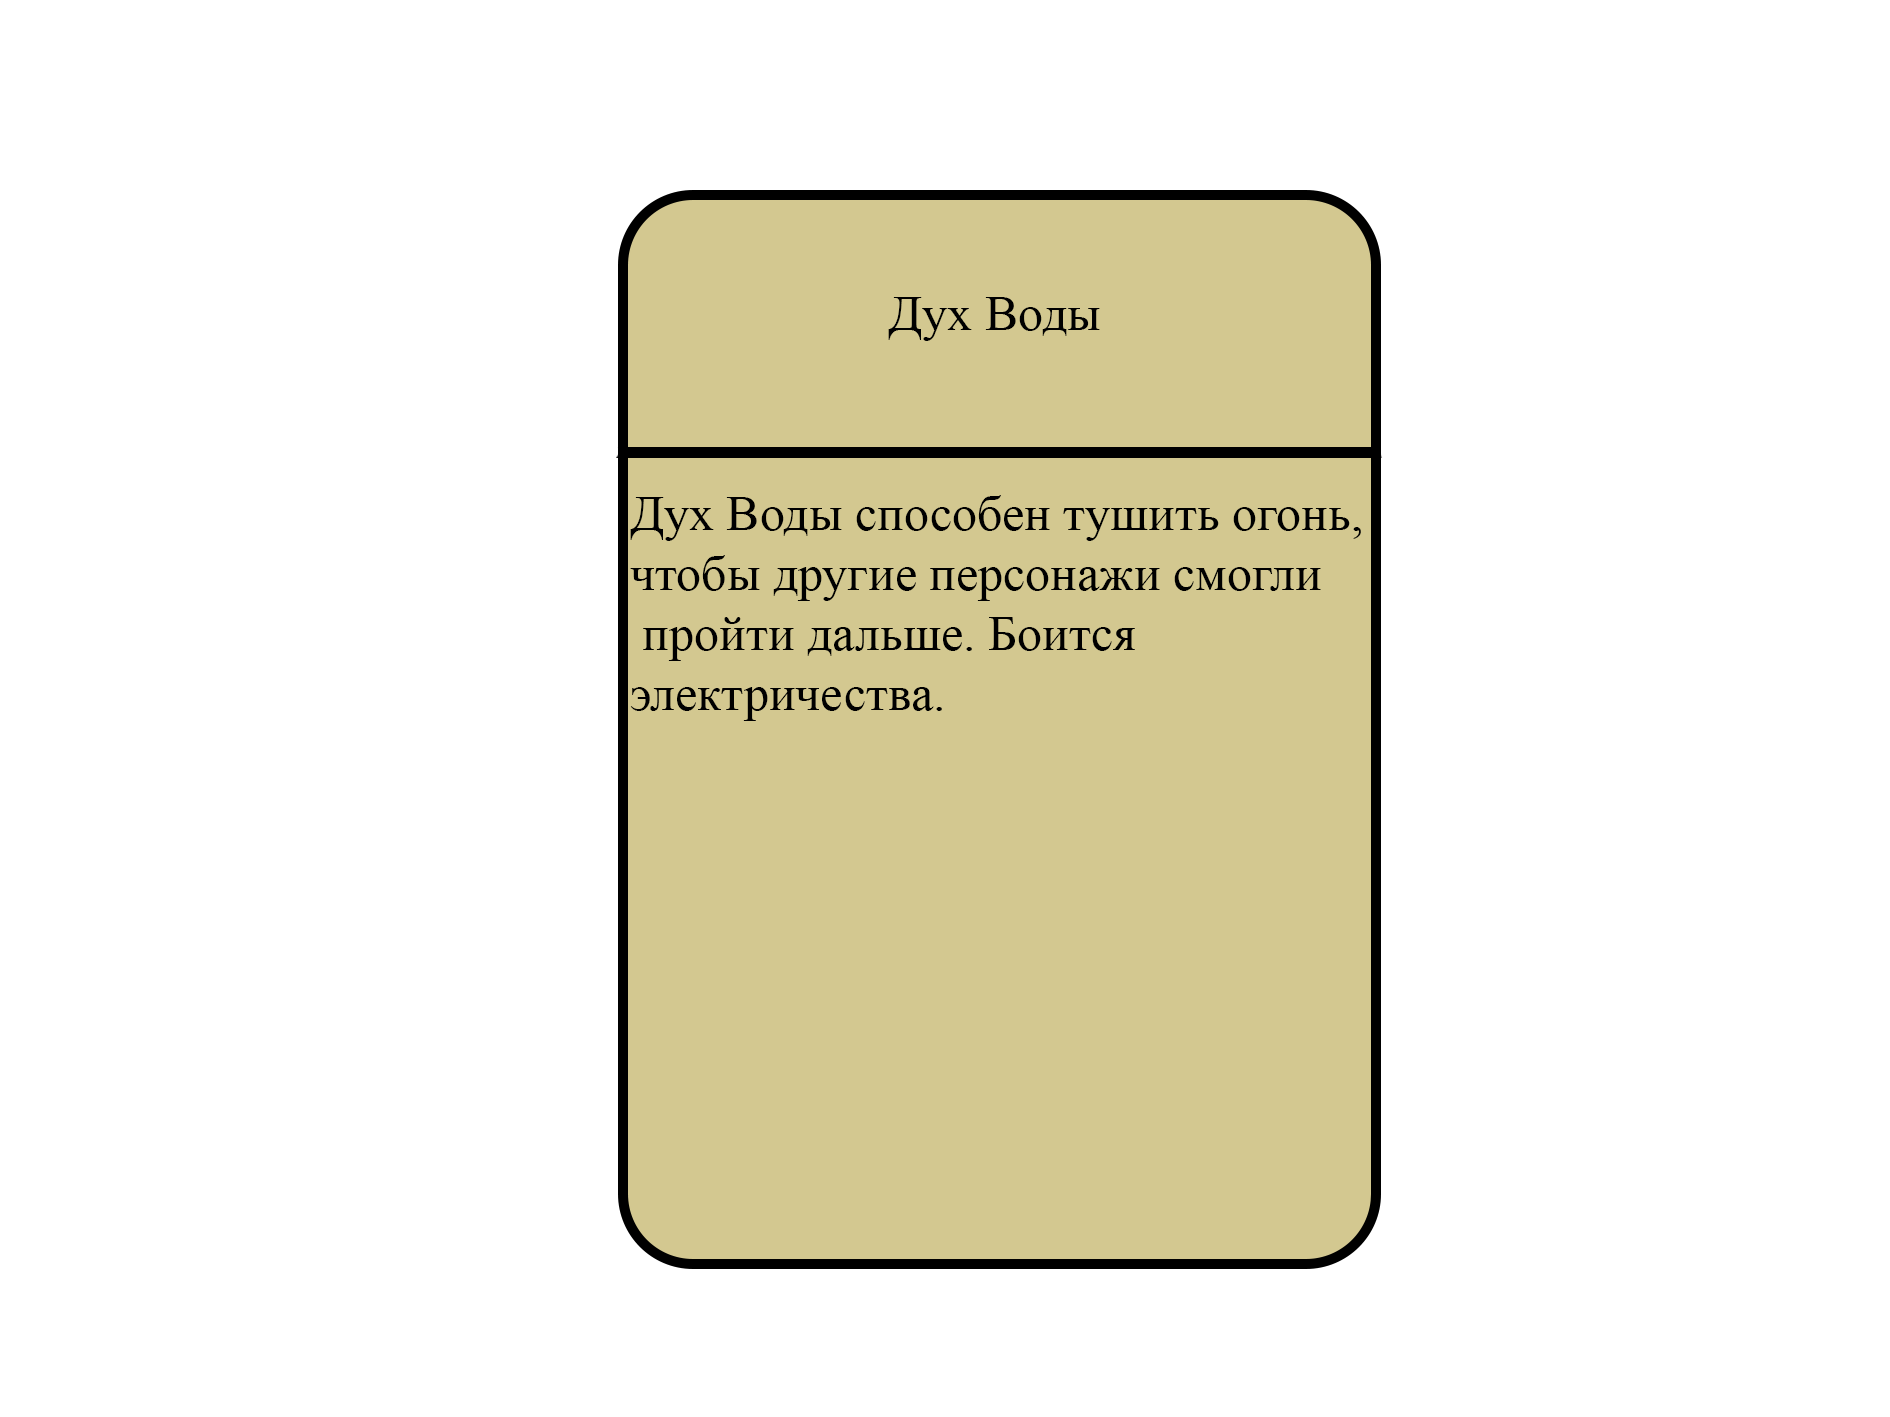 Дух Воды
Дух Воды способен тушить огонь,
чтобы другие персонажи смогли
пройти дальше. Боится
электричества.